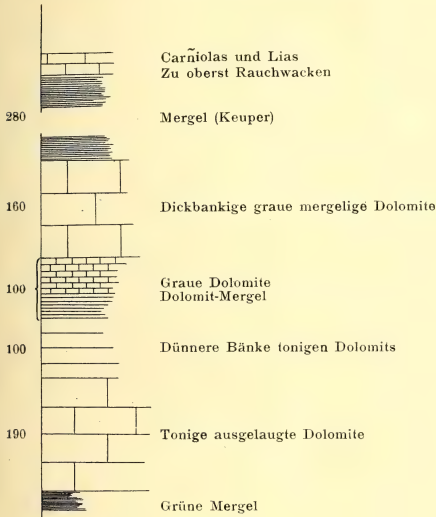 Carñiolas und Lias
Zu oberst Rauchwacken
280 Mergel (Keuper)
160 Dickbankige graue mergelige Dolomite
100 Graue Dolomite
Dolomit-Mergel
100 Dünnere Bänke tonigen Dolomits
190 Tonige ausgelaugte Dolomite
Grüne Mergel